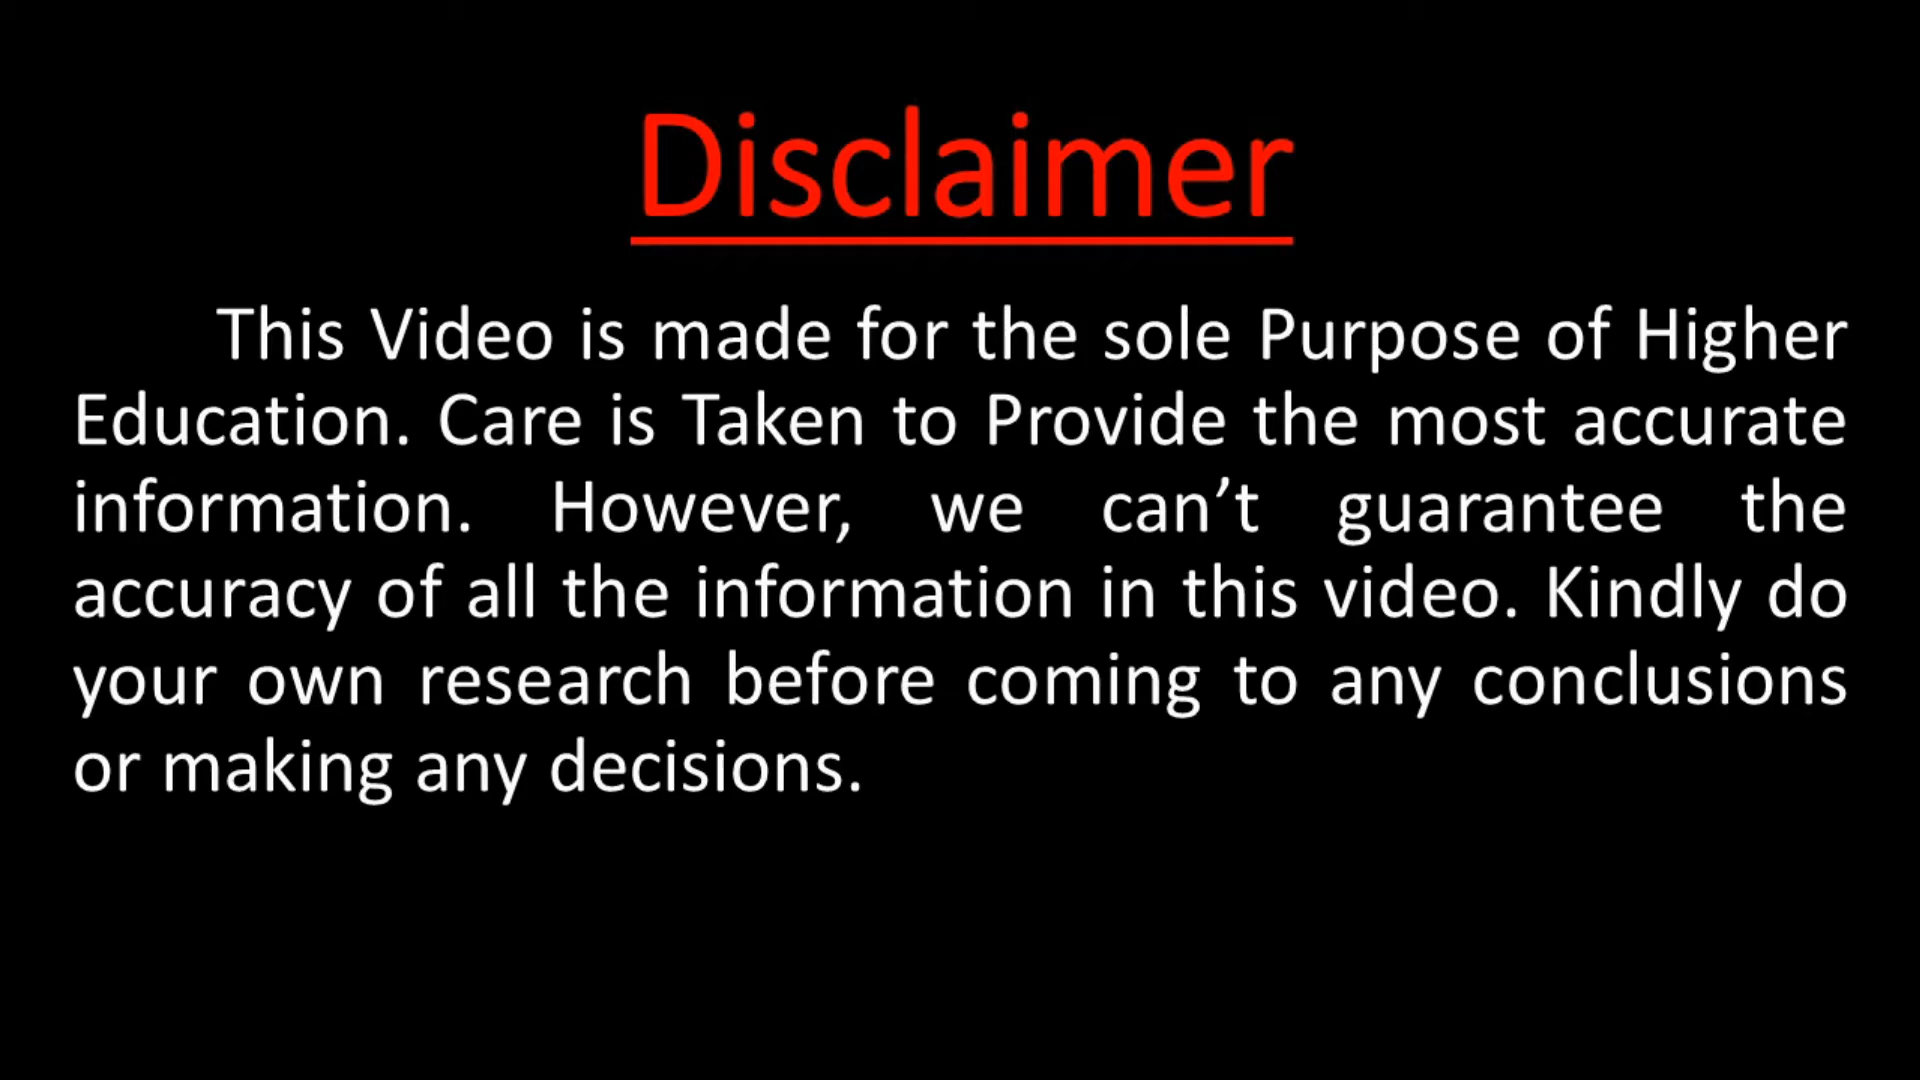 Disclaimer
This Video is made for the sole Purpose of Higher
Education. Care is Taken to Provide the most accurate
information. However, we can’t guarantee the
accuracy of all the information in this video. Kindly do
your own research before coming to any conclusions
or making any decisions.